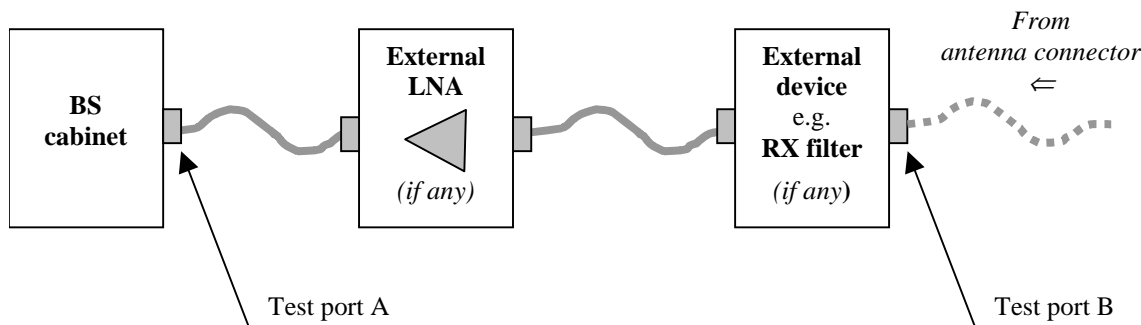 BS
cabinet
External
LNA
(if any)
External
device
e.g.
RX filter
(if any)
From
antenna connector
⇐
Test port A
Test port B